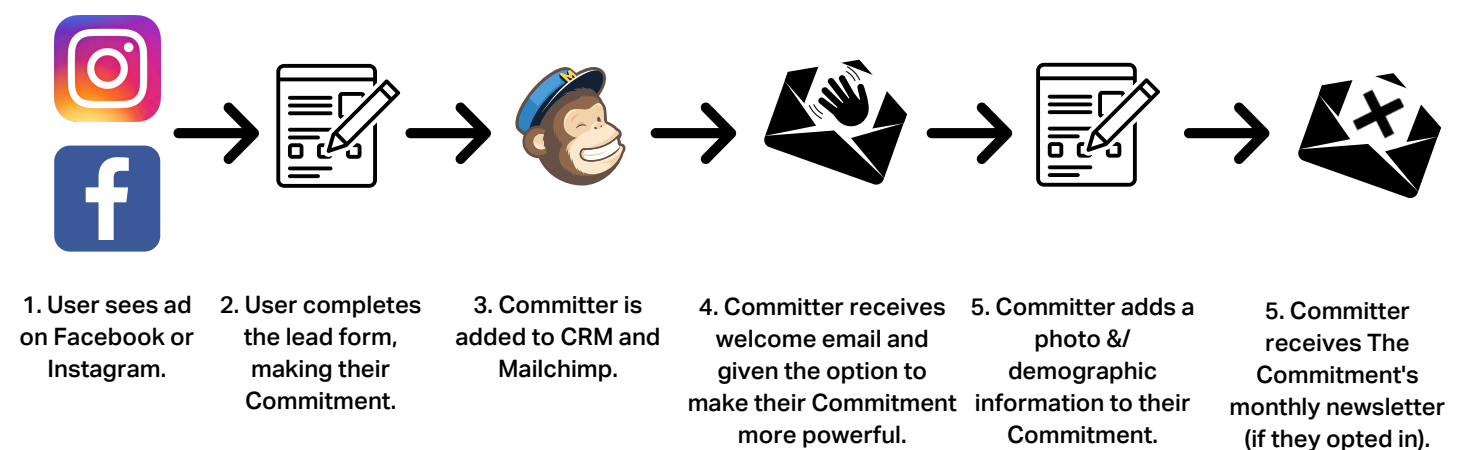 1. User sees ad
on Facebook or
Instagram.
2. User completes
the lead form,
making their
Commitment.
3. Committer is
added to CRM and
Mailchimp.
4. Committer receives
welcome email and
given the option to
make their Commitment
more powerful.
5. Committer adds a
photo &/
demographic
information to their
Commitment.
5. Committer
receives The
Commitment's
monthly newsletter
(if they opted in).